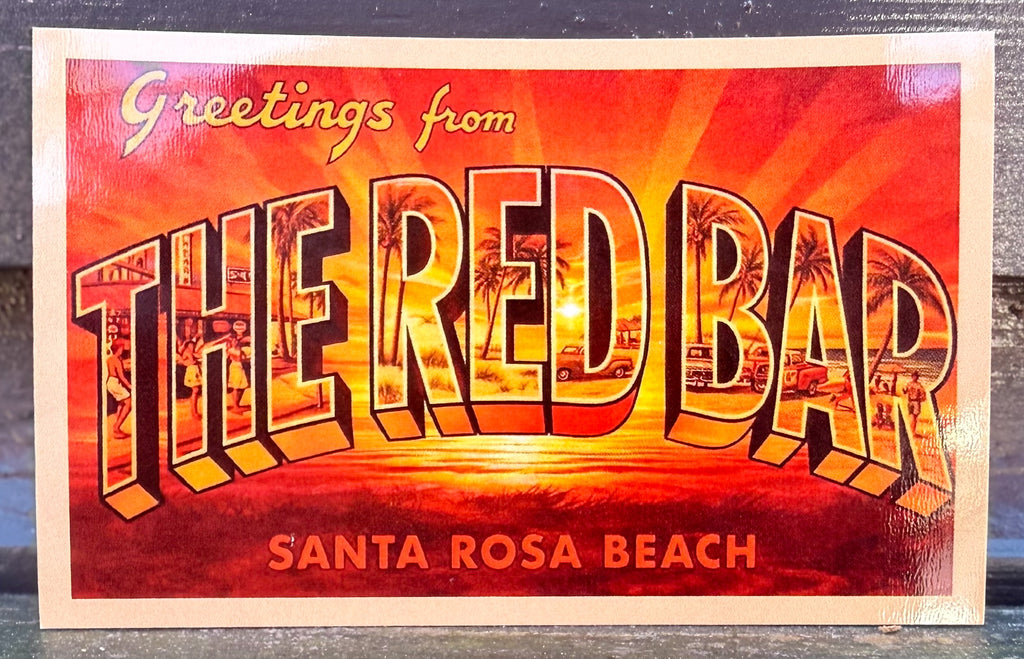 Greetings from
THE RED BAR
SANTA ROSA BEACH